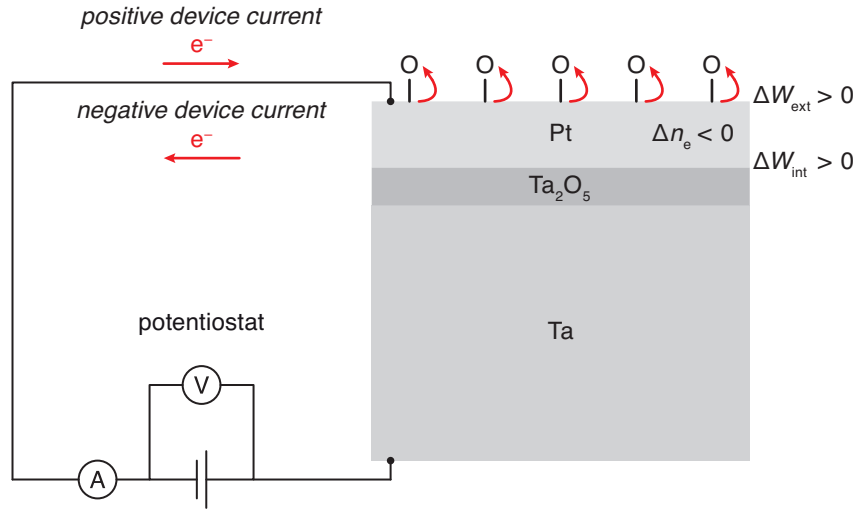 positive device current
e⁻
negative device current
e⁻
O O O O O
ΔW_ext > 0
Pt
Δn_e < 0
ΔW_int > 0
Ta₂O₅
Ta
potentiostat
V
A